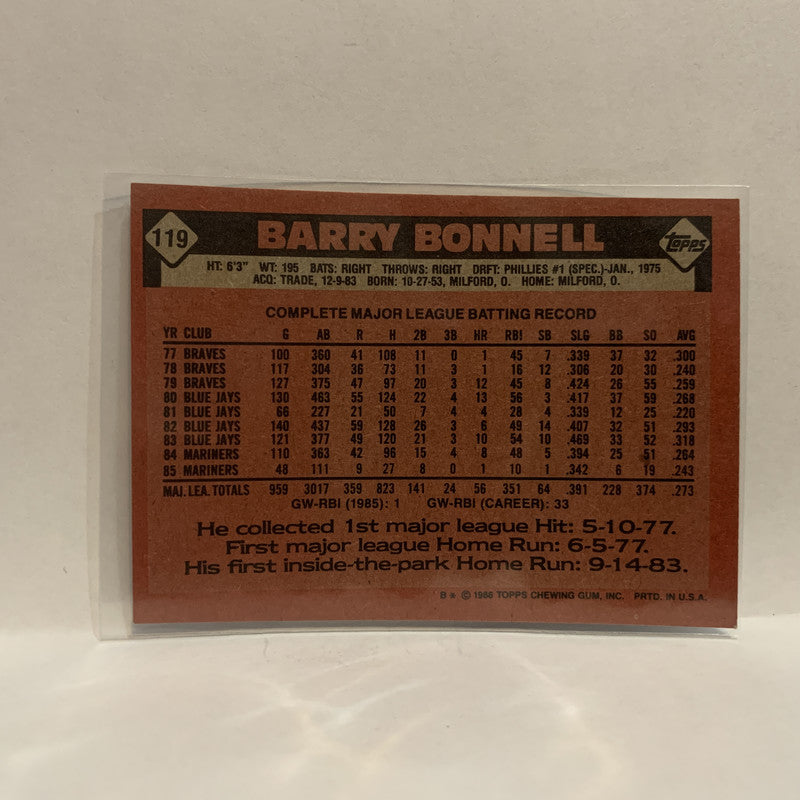 119 BARRY BONNELL Topps
HT: 6'3" WT: 195 BATS: RIGHT THROWS: RIGHT DRFT: PHILLIES #1 (SPEC.)-JAN., 1975
ACQ: TRADE, 12-9-83 BORN: 10-27-53, MILFORD, O. HOME: MILFORD, O.
COMPLETE MAJOR LEAGUE BATTING RECORD
YR CLUB G AB R H 2B 3B HR RBI SB SLG BB SO AVG
77 BRAVES 100 360 41 108 11 0 1 45 7 .339 37 32 .300
78 BRAVES 117 304 36 73 11 3 1 16 12 .306 20 30 .240
79 BRAVES 127 375 47 97 20 3 12 45 8 .424 26 55 .259
80 BLUE JAYS 130 463 55 124 22 4 13 56 3 .417 37 59 .268
81 BLUE JAYS 66 227 21 50 7 4 4 28 4 .339 12 25 .220
82 BLUE JAYS 140 437 59 128 26 3 6 49 14 .407 32 51 .293
83 BLUE JAYS 121 377 49 120 21 3 10 54 10 .469 33 52 .318
84 MARINERS 110 363 42 96 15 4 8 48 5 .394 25 51 .264
85 MARINERS 48 111 9 27 8 0 1 10 1 .342 6 19 .243
MAJ. LEA. TOTALS 959 3017 359 823 141 24 56 351 64 .391 228 374 .273
GW-RBI (1985): 1 GW-RBI (CAREER): 33
He collected 1st major league Hit: 5-10-77.
First major league Home Run: 6-5-77.
His first inside-the-park Home Run: 9-14-83.
B* © 1986 TOPPS CHEWING GUM, INC. PRTD. IN U.S.A.